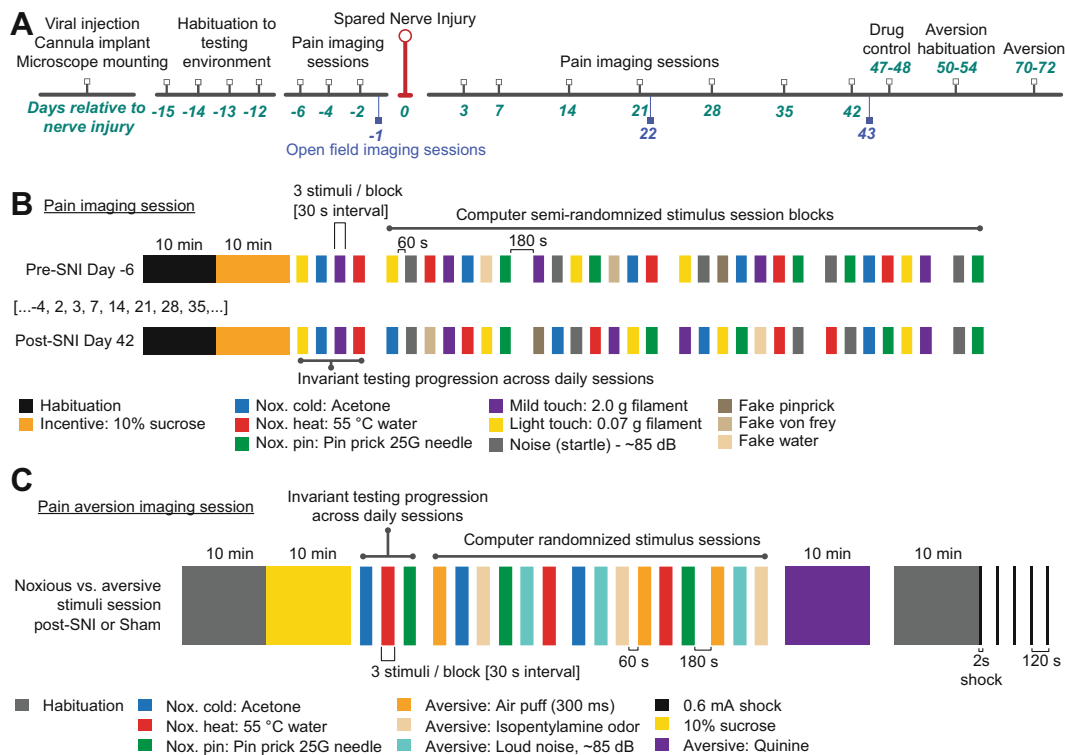 A
Viral injection
Cannula implant
Microscope mounting
Habituation to
testing
environment
Pain imaging
sessions
Spared Nerve Injury
Pain imaging sessions
Drug
control
47-48
Aversion
habituation
50-54
Aversion
70-72
Days relative to
nerve injury
-15 -14 -13 -12 -6 -4 -2 0 3 7 14 21 28 35 42
-1 22 43
Open field imaging sessions
B Pain imaging session
3 stimuli / block
[30 s interval]
Computer semi-randomnized stimulus session blocks
10 min 10 min 60 s 180 s
Pre-SNI Day -6
[...-4, 2, 3, 7, 14, 21, 28, 35,...]
Post-SNI Day 42
Invariant testing progression across daily sessions
Habituation
Incentive: 10% sucrose
Nox. cold: Acetone
Nox. heat: 55 °C water
Nox. pin: Pin prick 25G needle
Mild touch: 2.0 g filament
Light touch: 0.07 g filament
Noise (startle) - ~85 dB
Fake pinprick
Fake von frey
Fake water
C
Pain aversion imaging session
Invariant testing progression
across daily sessions
Computer randomnized stimulus sessions
10 min 10 min 10 min 10 min
Noxious vs. aversive
stimuli session
post-SNI or Sham
3 stimuli / block [30 s interval]
60 s 180 s
2s
shock
120 s
Habituation
Nox. cold: Acetone
Nox. heat: 55 °C water
Nox. pin: Pin prick 25G needle
Aversive: Air puff (300 ms)
Aversive: Isopentylamine odor
Aversive: Loud noise, ~85 dB
0.6 mA shock
10% sucrose
Aversive: Quinine